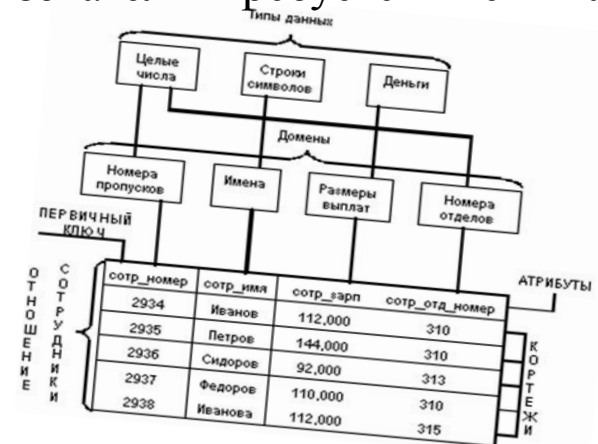 Типы данных
Целые
числа
Строки
символов
Деньги
Домены
Номера
пропусков
Имена
Размеры
выплат
Номера
отделов
ПЕРВИЧНЫЙ
КЛЮЧ
АТРИБУТЫ
ОТНОШЕНИЕ
СОТРУДНИКИ
сотр_номер сотр_имя сотр_зарп сотр_отд_номер
2934 Иванов 112,000 310
2935 Петров 144,000 310
2936 Сидоров 92,000 313
2937 Федоров 110,000 310
2938 Иванова 112,000 315
КОРТЕЖИ